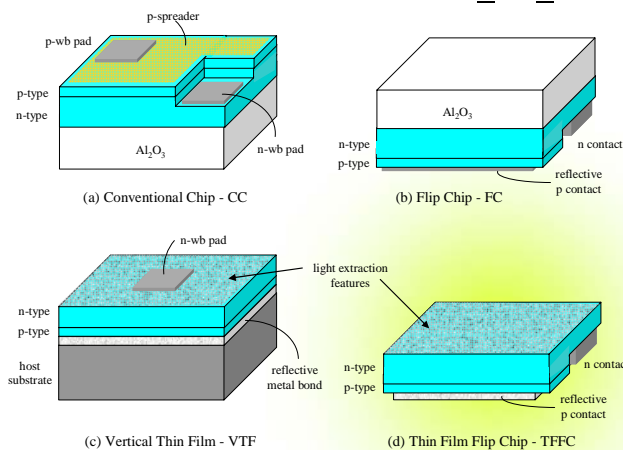 p-spreader
p-wb pad
p-type
n-type
Al₂O₃
n-wb pad
(a) Conventional Chip - CC
Al₂O₃
n-type
p-type
n contact
reflective
p contact
(b) Flip Chip - FC
n-wb pad
light extraction
features
n-type
p-type
host
substrate
reflective
metal bond
(c) Vertical Thin Film - VTF
n-type
p-type
n contact
reflective
p contact
(d) Thin Film Flip Chip - TFFC